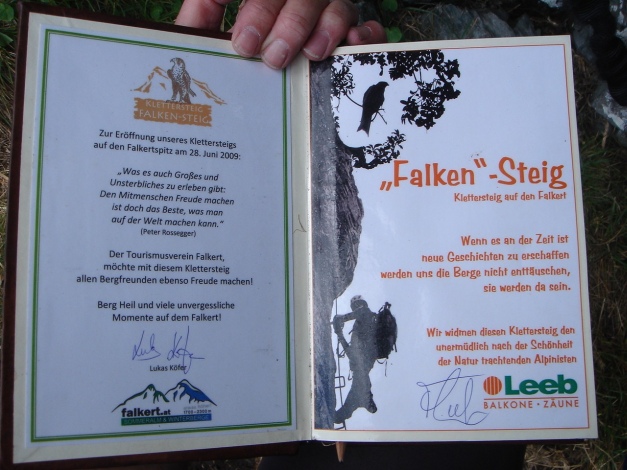 KLETTERSTEIG
FALKEN-STEIG
Zur Eröffnung unseres Klettersteigs
auf den Falkertspitz am 28. Juni 2009:
„Was es auch Großes und
Unsterbliches zu erleben gibt:
Den Mitmenschen Freude machen
ist doch das Beste, was man
auf der Welt machen kann."
(Peter Rossegger)
Der Tourismusverein Falkert,
möchte mit diesem Klettersteig
allen Bergfreunden ebenso Freude machen!
Berg Heil und viele unvergessliche
Momente auf dem Falkert!
Lukas Köfer
falkert.at
„Falken"-Steig
Klettersteig auf den Falkert
Wenn es an der Zeit ist
neue Geschichten zu erschaffen
werden uns die Berge nicht enttäuschen,
sie werden da sein.
Wir widmen diesen Klettersteig den
unermüdlich nach der Schönheit
der Natur trachtenden Alpinisten
Leeb
BALKONE · ZÄUNE